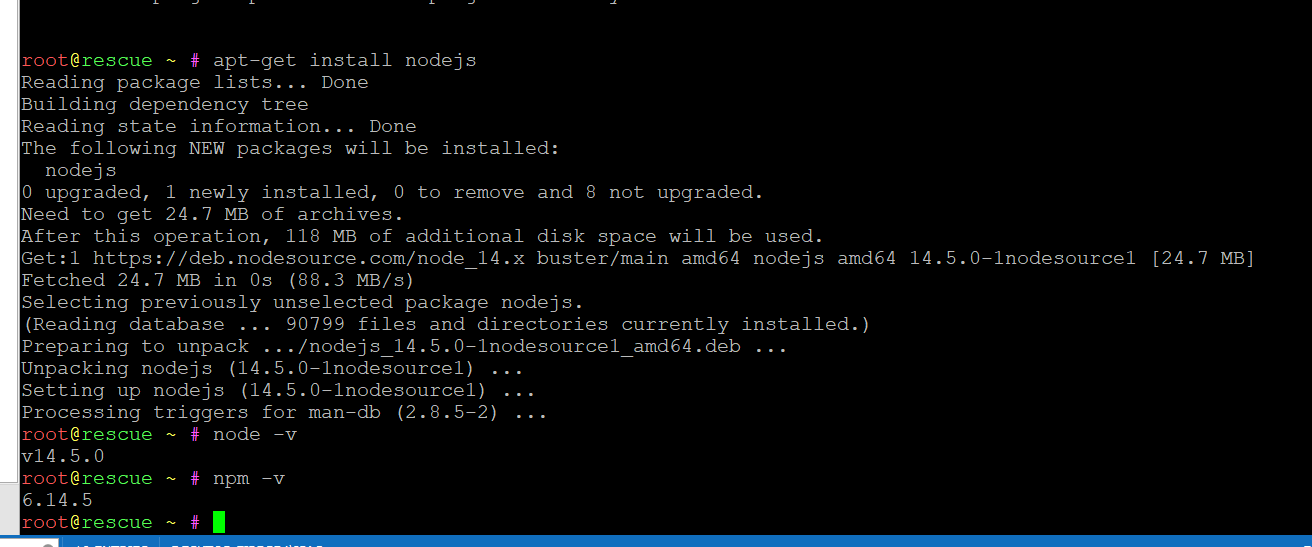 root@rescue ~ # apt-get install nodejs
Reading package lists... Done
Building dependency tree
Reading state information... Done
The following NEW packages will be installed:
  nodejs
0 upgraded, 1 newly installed, 0 to remove and 8 not upgraded.
Need to get 24.7 MB of archives.
After this operation, 118 MB of additional disk space will be used.
Get:1 https://deb.nodesource.com/node_14.x buster/main amd64 nodejs amd64 14.5.0-1nodesource1 [24.7 MB]
Fetched 24.7 MB in 0s (88.3 MB/s)
Selecting previously unselected package nodejs.
(Reading database ... 90799 files and directories currently installed.)
Preparing to unpack .../nodejs_14.5.0-1nodesource1_amd64.deb ...
Unpacking nodejs (14.5.0-1nodesource1) ...
Setting up nodejs (14.5.0-1nodesource1) ...
Processing triggers for man-db (2.8.5-2) ...
root@rescue ~ # node -v
v14.5.0
root@rescue ~ # npm -v
6.14.5
root@rescue ~ #